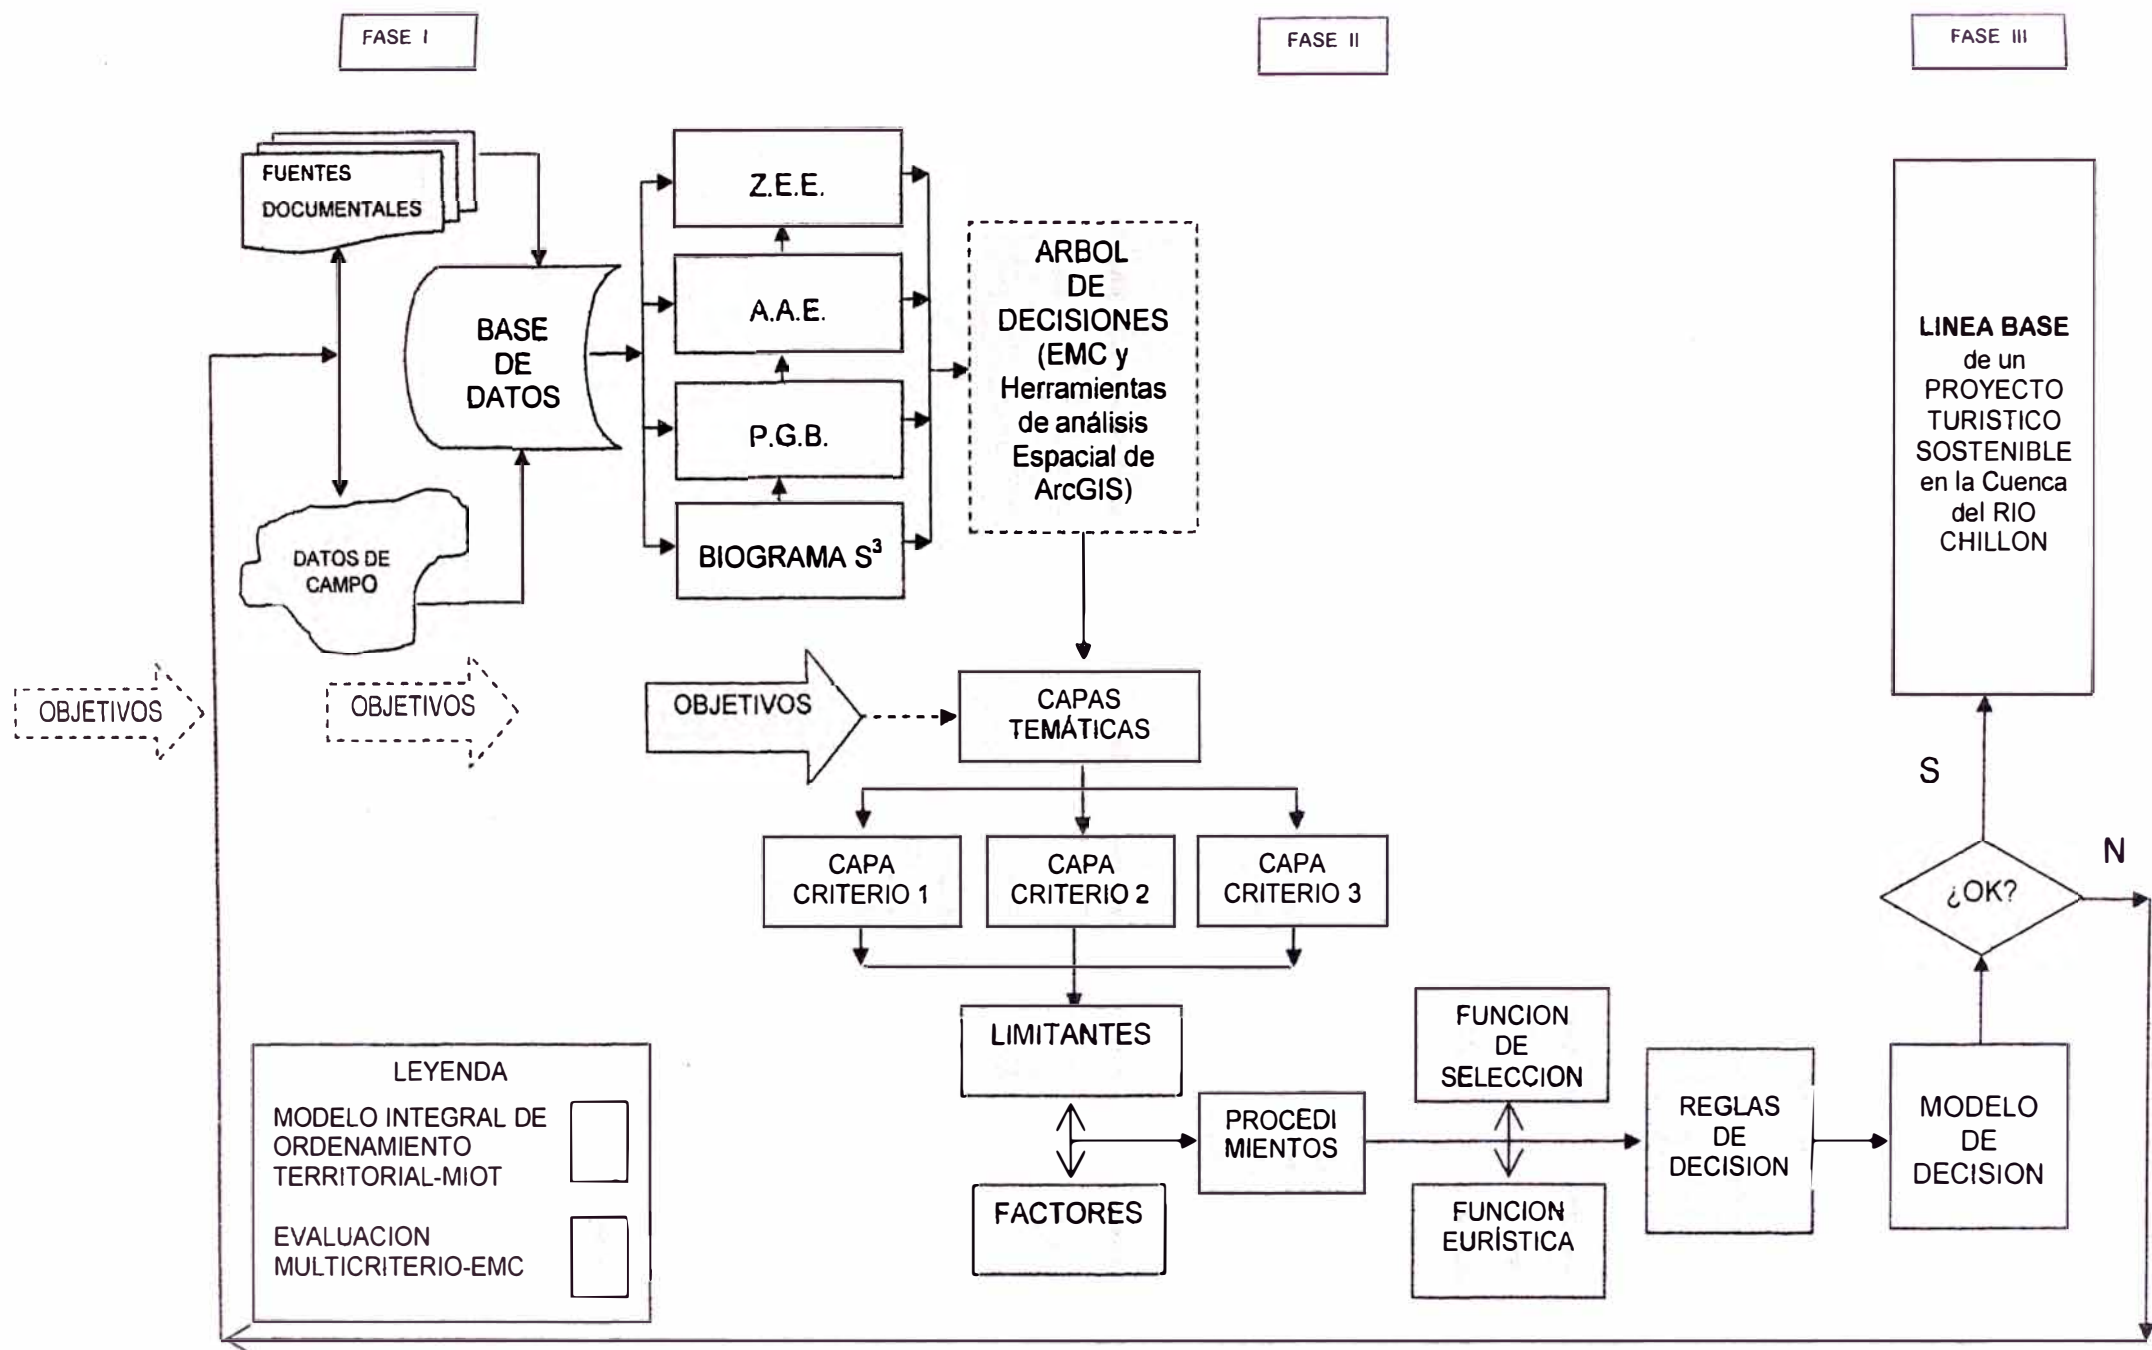 FASE I
FASE II
FASE III
FUENTES
DOCUMENTALES
BASE
DE
DATOS
DATOS DE
CAMPO
Z.E.E.
A.A.E.
P.G.B.
BIOGRAMA S³
ARBOL
DE
DECISIONES
(EMC y
Herramientas
de análisis
Espacial de
ArcGIS)
LINEA BASE
de un
PROYECTO
TURISTICO
SOSTENIBLE
en la Cuenca
del RIO
CHILLON
OBJETIVOS
OBJETIVOS
OBJETIVOS
CAPAS
TEMÁTICAS
CAPA
CRITERIO 1
CAPA
CRITERIO 2
CAPA
CRITERIO 3
S
N
¿OK?
LIMITANTES
FACTORES
PROCEDI
MIENTOS
FUNCION
DE
SELECCION
FUNCION
EURÍSTICA
REGLAS
DE
DECISION
MODELO
DE
DECISION
LEYENDA
MODELO INTEGRAL DE
ORDENAMIENTO
TERRITORIAL-MIOT
EVALUACION
MULTICRITERIO-EMC